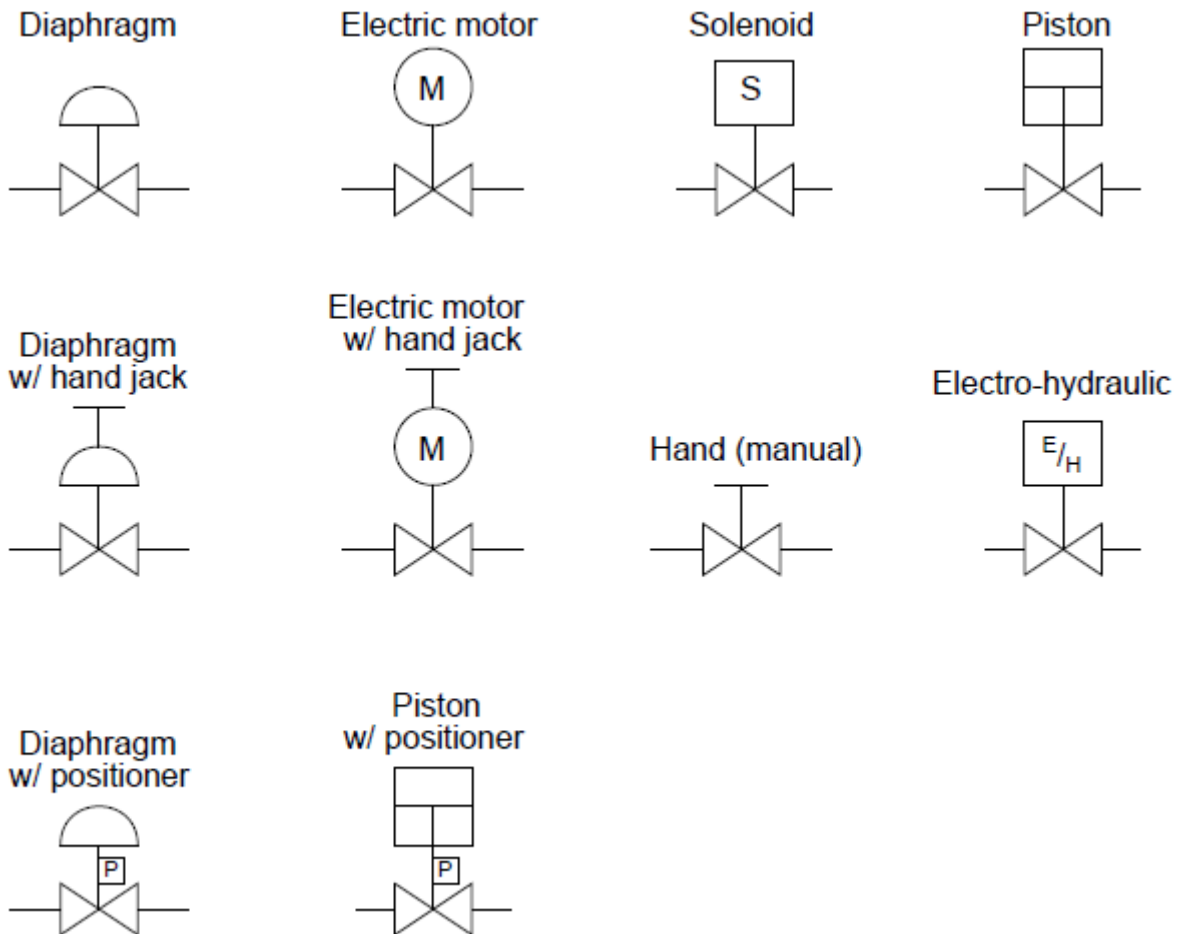 Diaphragm
Electric motor
Solenoid
Piston
M
S
Diaphragm
w/ hand jack
Electric motor
w/ hand jack
Hand (manual)
Electro-hydraulic
M
E/H
Diaphragm
w/ positioner
Piston
w/ positioner
P
P